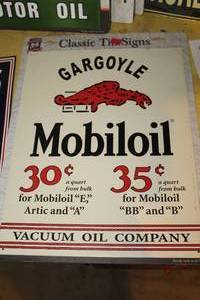 OTOR OIL
Classic Tin Signs
GARGOYLE
Mobiloil
30¢ a quart from bulk
35¢ a quart from bulk
for Mobiloil "E,"
Artic and "A"
for Mobiloil
"BB" and "B"
VACUUM OIL COMPANY